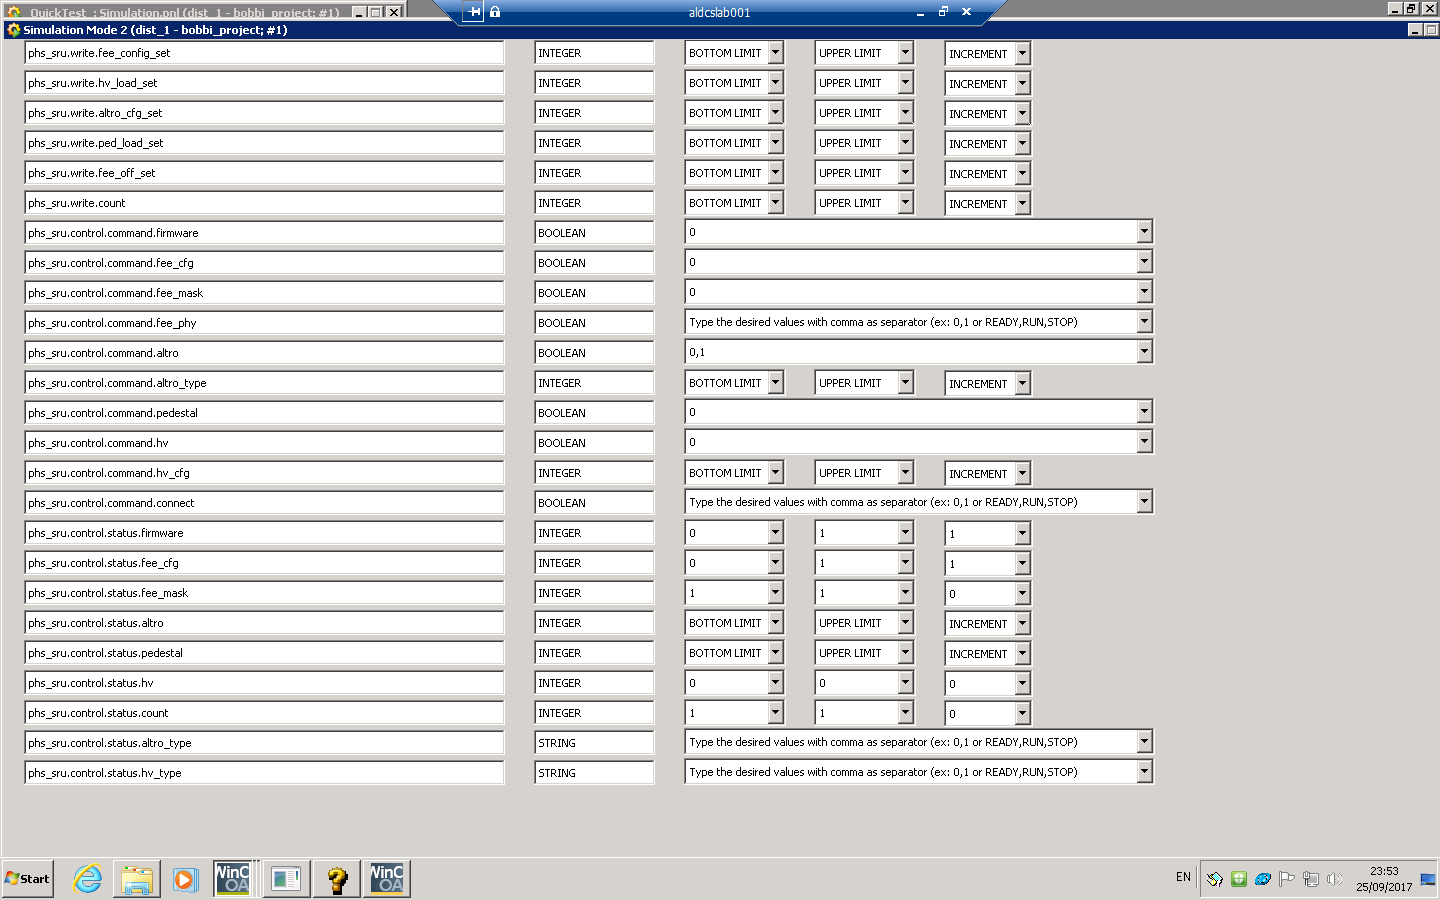 QuickTest : Simulation.pnl (dist_1 - bobbi_project; #1)
aldcslab001
Simulation Mode 2 (dist_1 - bobbi_project; #1)
phs_sru.write.fee_config_set INTEGER BOTTOM LIMIT UPPER LIMIT INCREMENT
phs_sru.write.hv_load_set INTEGER BOTTOM LIMIT UPPER LIMIT INCREMENT
phs_sru.write.altro_cfg_set INTEGER BOTTOM LIMIT UPPER LIMIT INCREMENT
phs_sru.write.ped_load_set INTEGER BOTTOM LIMIT UPPER LIMIT INCREMENT
phs_sru.write.fee_off_set INTEGER BOTTOM LIMIT UPPER LIMIT INCREMENT
phs_sru.write.count INTEGER BOTTOM LIMIT UPPER LIMIT INCREMENT
phs_sru.control.command.firmware BOOLEAN 0
phs_sru.control.command.fee_cfg BOOLEAN 0
phs_sru.control.command.fee_mask BOOLEAN 0
phs_sru.control.command.fee_phy BOOLEAN Type the desired values with comma as separator (ex: 0,1 or READY,RUN,STOP)
phs_sru.control.command.altro BOOLEAN 0,1
phs_sru.control.command.altro_type INTEGER BOTTOM LIMIT UPPER LIMIT INCREMENT
phs_sru.control.command.pedestal BOOLEAN 0
phs_sru.control.command.hv BOOLEAN 0
phs_sru.control.command.hv_cfg INTEGER BOTTOM LIMIT UPPER LIMIT INCREMENT
phs_sru.control.command.connect BOOLEAN Type the desired values with comma as separator (ex: 0,1 or READY,RUN,STOP)
phs_sru.control.status.firmware INTEGER 0 1 1
phs_sru.control.status.fee_cfg INTEGER 0 1 1
phs_sru.control.status.fee_mask INTEGER 1 1 0
phs_sru.control.status.altro INTEGER BOTTOM LIMIT UPPER LIMIT INCREMENT
phs_sru.control.status.pedestal INTEGER BOTTOM LIMIT UPPER LIMIT INCREMENT
phs_sru.control.status.hv INTEGER 0 0 0
phs_sru.control.status.count INTEGER 1 1 0
phs_sru.control.status.altro_type STRING Type the desired values with comma as separator (ex: 0,1 or READY,RUN,STOP)
phs_sru.control.status.hv_type STRING Type the desired values with comma as separator (ex: 0,1 or READY,RUN,STOP)
Start
WinC
OA
WinC
OA
EN
23:53
25/09/2017